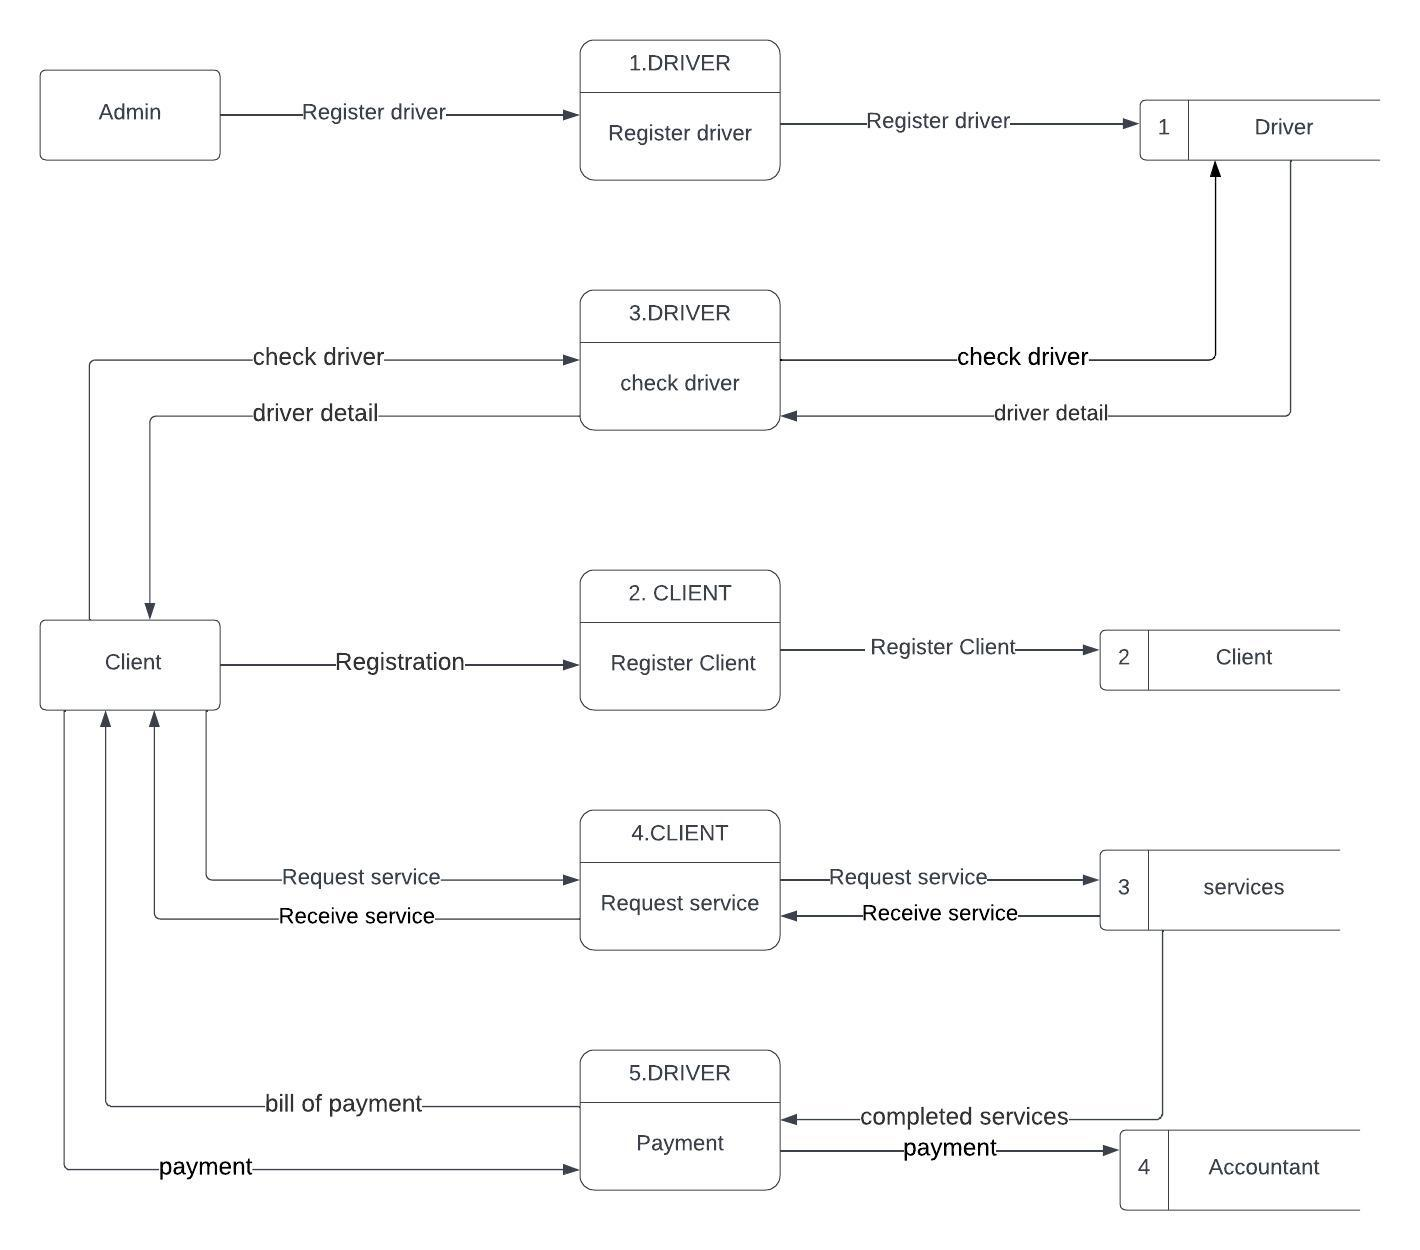 1.DRIVER
Admin
Register driver
Register driver
Register driver
1
Driver
3.DRIVER
check driver
check driver
check driver
driver detail
driver detail
2. CLIENT
Client
Registration
Register Client
Register Client
2
Client
4.CLIENT
Request service
Request service
3
services
Request service
Receive service
Receive service
5.DRIVER
bill of payment
completed services
Payment
payment
payment
4
Accountant